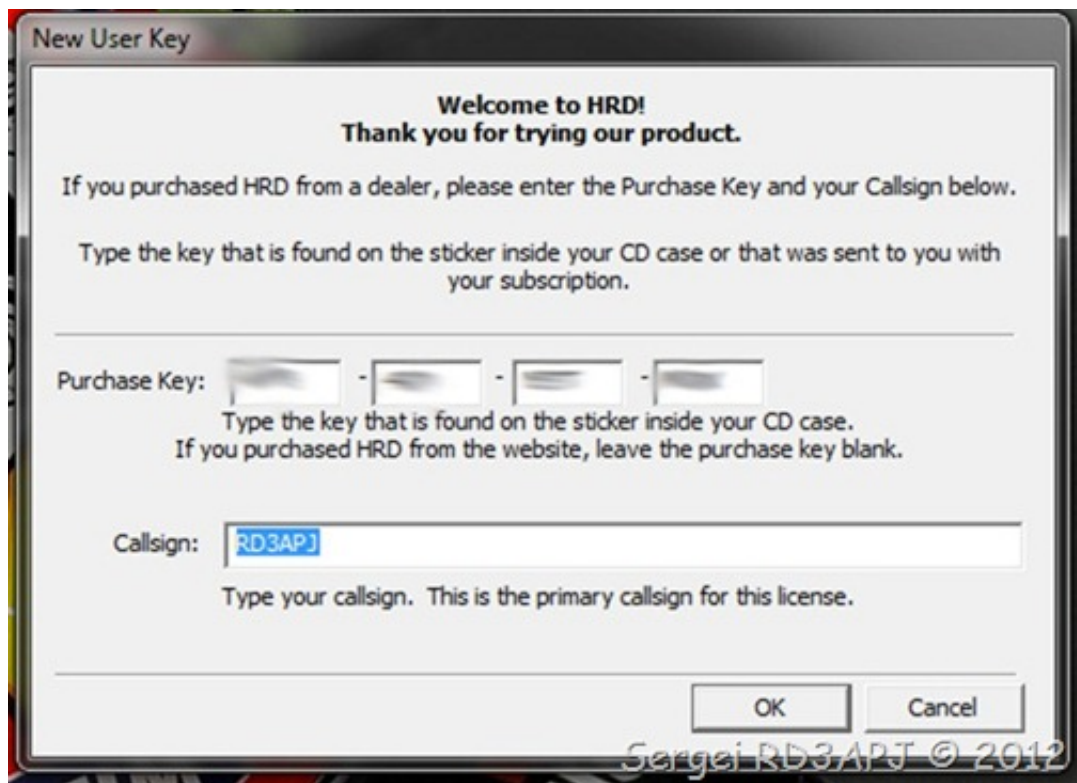 New User Key
Welcome to HRD!
Thank you for trying our product.
If you purchased HRD from a dealer, please enter the Purchase Key and your Callsign below.
Type the key that is found on the sticker inside your CD case or that was sent to you with
your subscription.
Purchase Key: - - -
Type the key that is found on the sticker inside your CD case.
If you purchased HRD from the website, leave the purchase key blank.
Callsign: RD3APJ
Type your callsign. This is the primary callsign for this license.
OK Cancel
Sergei RD3APJ © 2012